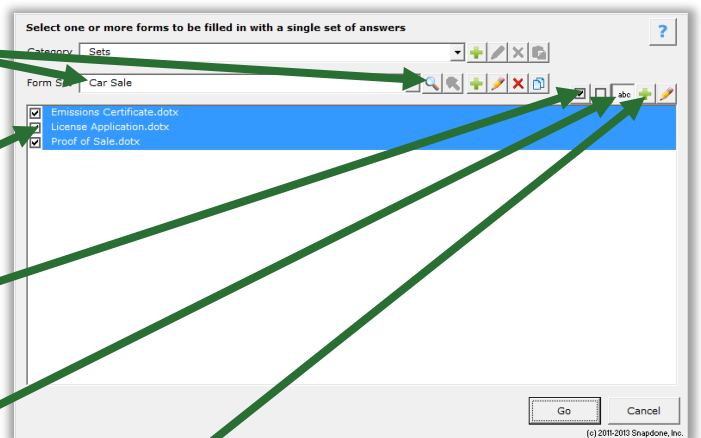 Select one or more forms to be filled in with a single set of answers
?
Category Sets
Form Set Car Sale
abc
Emissions Certificate.dotx
License Application.dotx
Proof of Sale.dotx
Go Cancel
(c) 2011-2013 Snapdone, Inc.